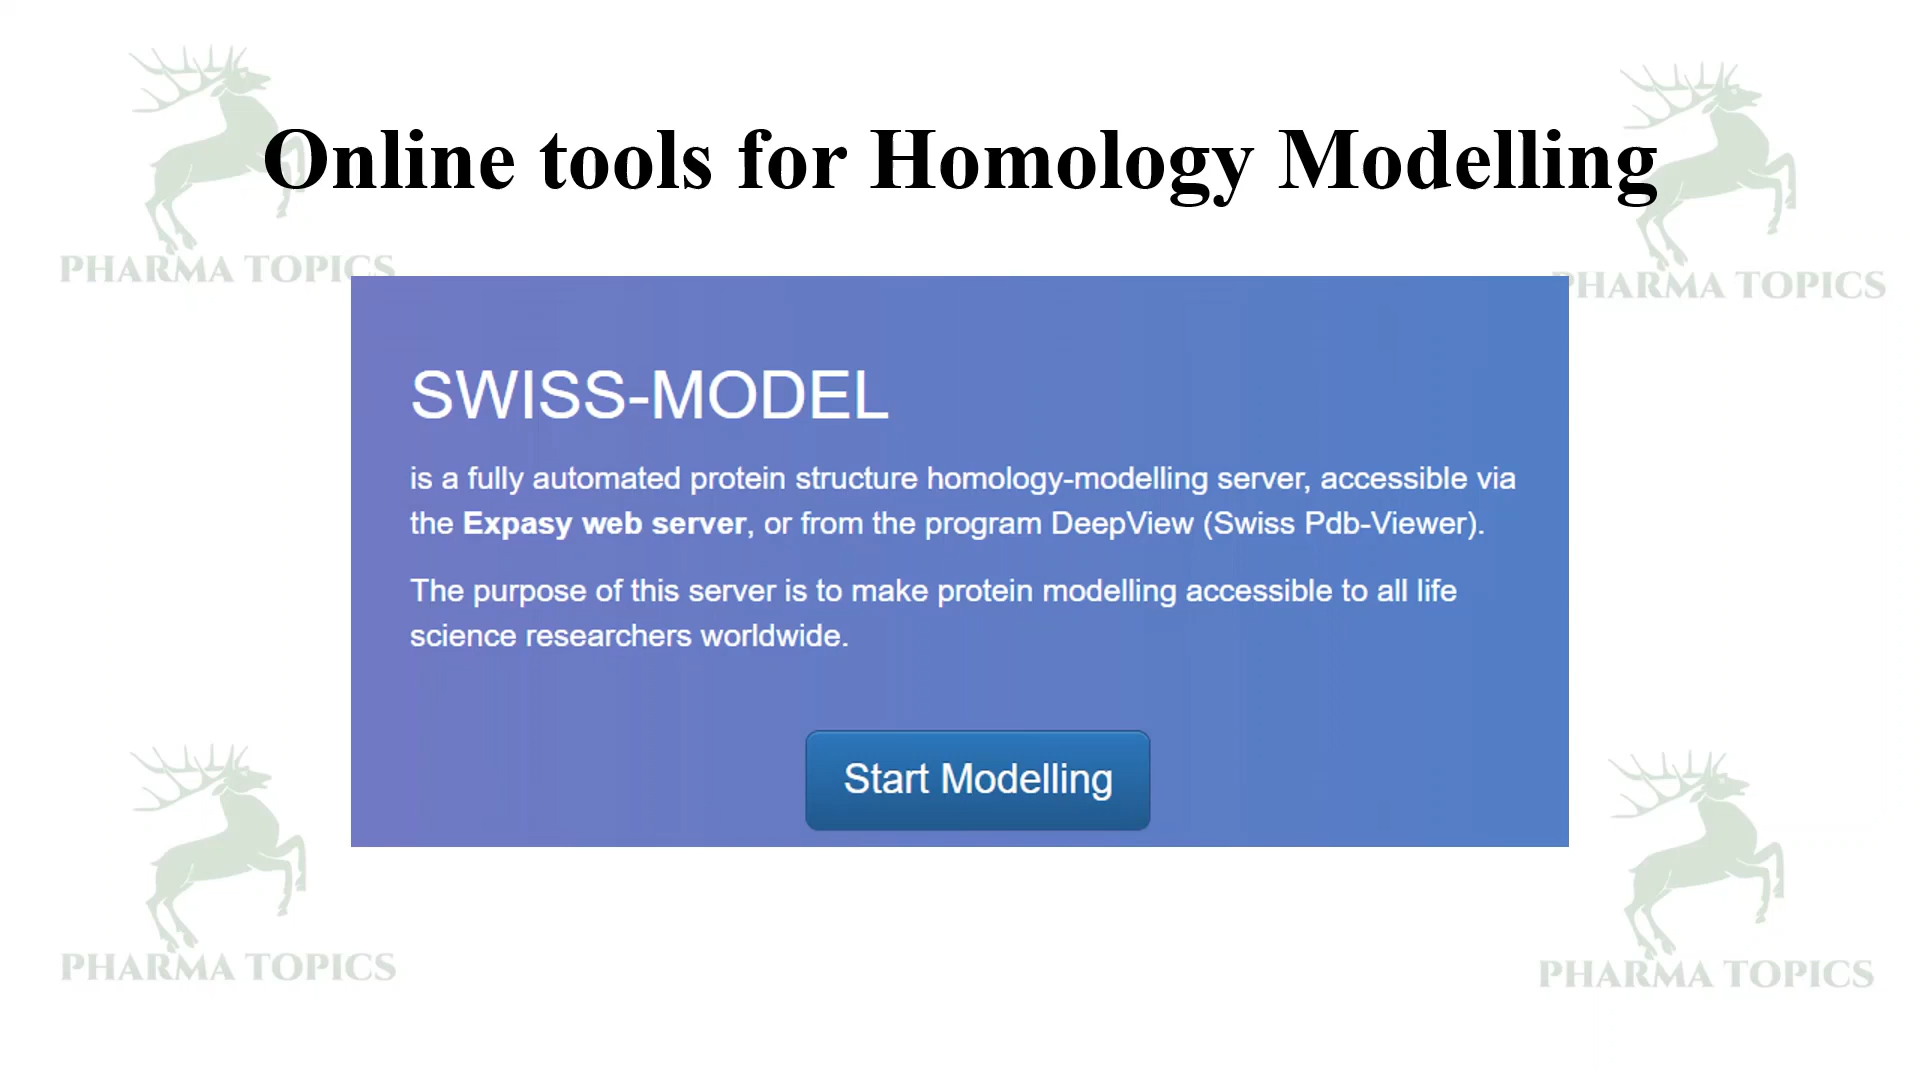 Online tools for Homology Modelling
PHARMA TOPICS
PHARMA TOPICS
SWISS-MODEL
is a fully automated protein structure homology-modelling server, accessible via
the Expasy web server, or from the program DeepView (Swiss Pdb-Viewer).
The purpose of this server is to make protein modelling accessible to all life
science researchers worldwide.
Start Modelling
PHARMA TOPICS
PHARMA TOPICS